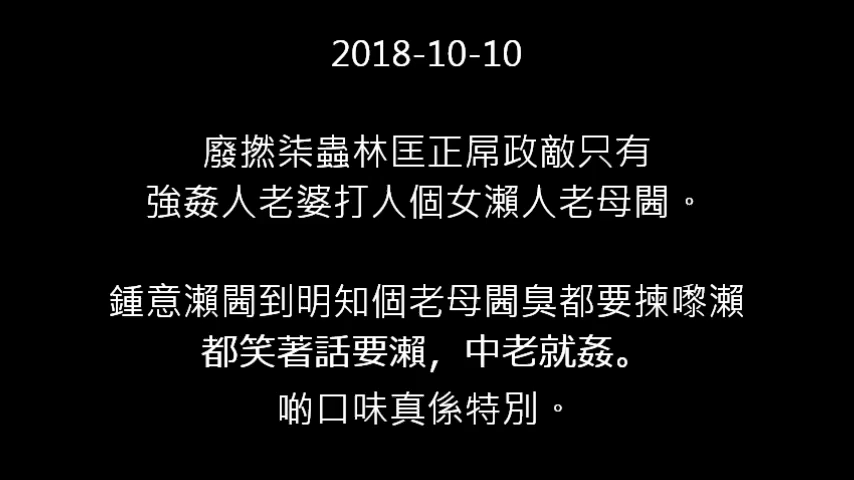 2018-10-10
廢撚柒蟲林匡正屌政敵只有
強姦人老婆打人個女瀨人老母閪。
鍾意瀨閪到明知個老母閪臭都要揀嚟瀨
都笑著話要瀨，中老就姦。
啲口味真係特別。